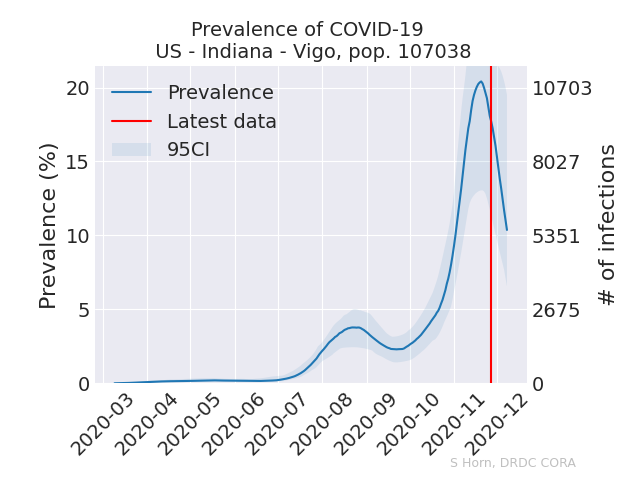 Prevalence of COVID-19
US - Indiana - Vigo, pop. 107038
Prevalence
Latest data
95CI
Prevalence (%)
20
15
10
5
0
10703
8027
5351
2675
0
# of infections
2020-03
2020-04
2020-05
2020-06
2020-07
2020-08
2020-09
2020-10
2020-11
2020-12
S Horn, DRDC CORA